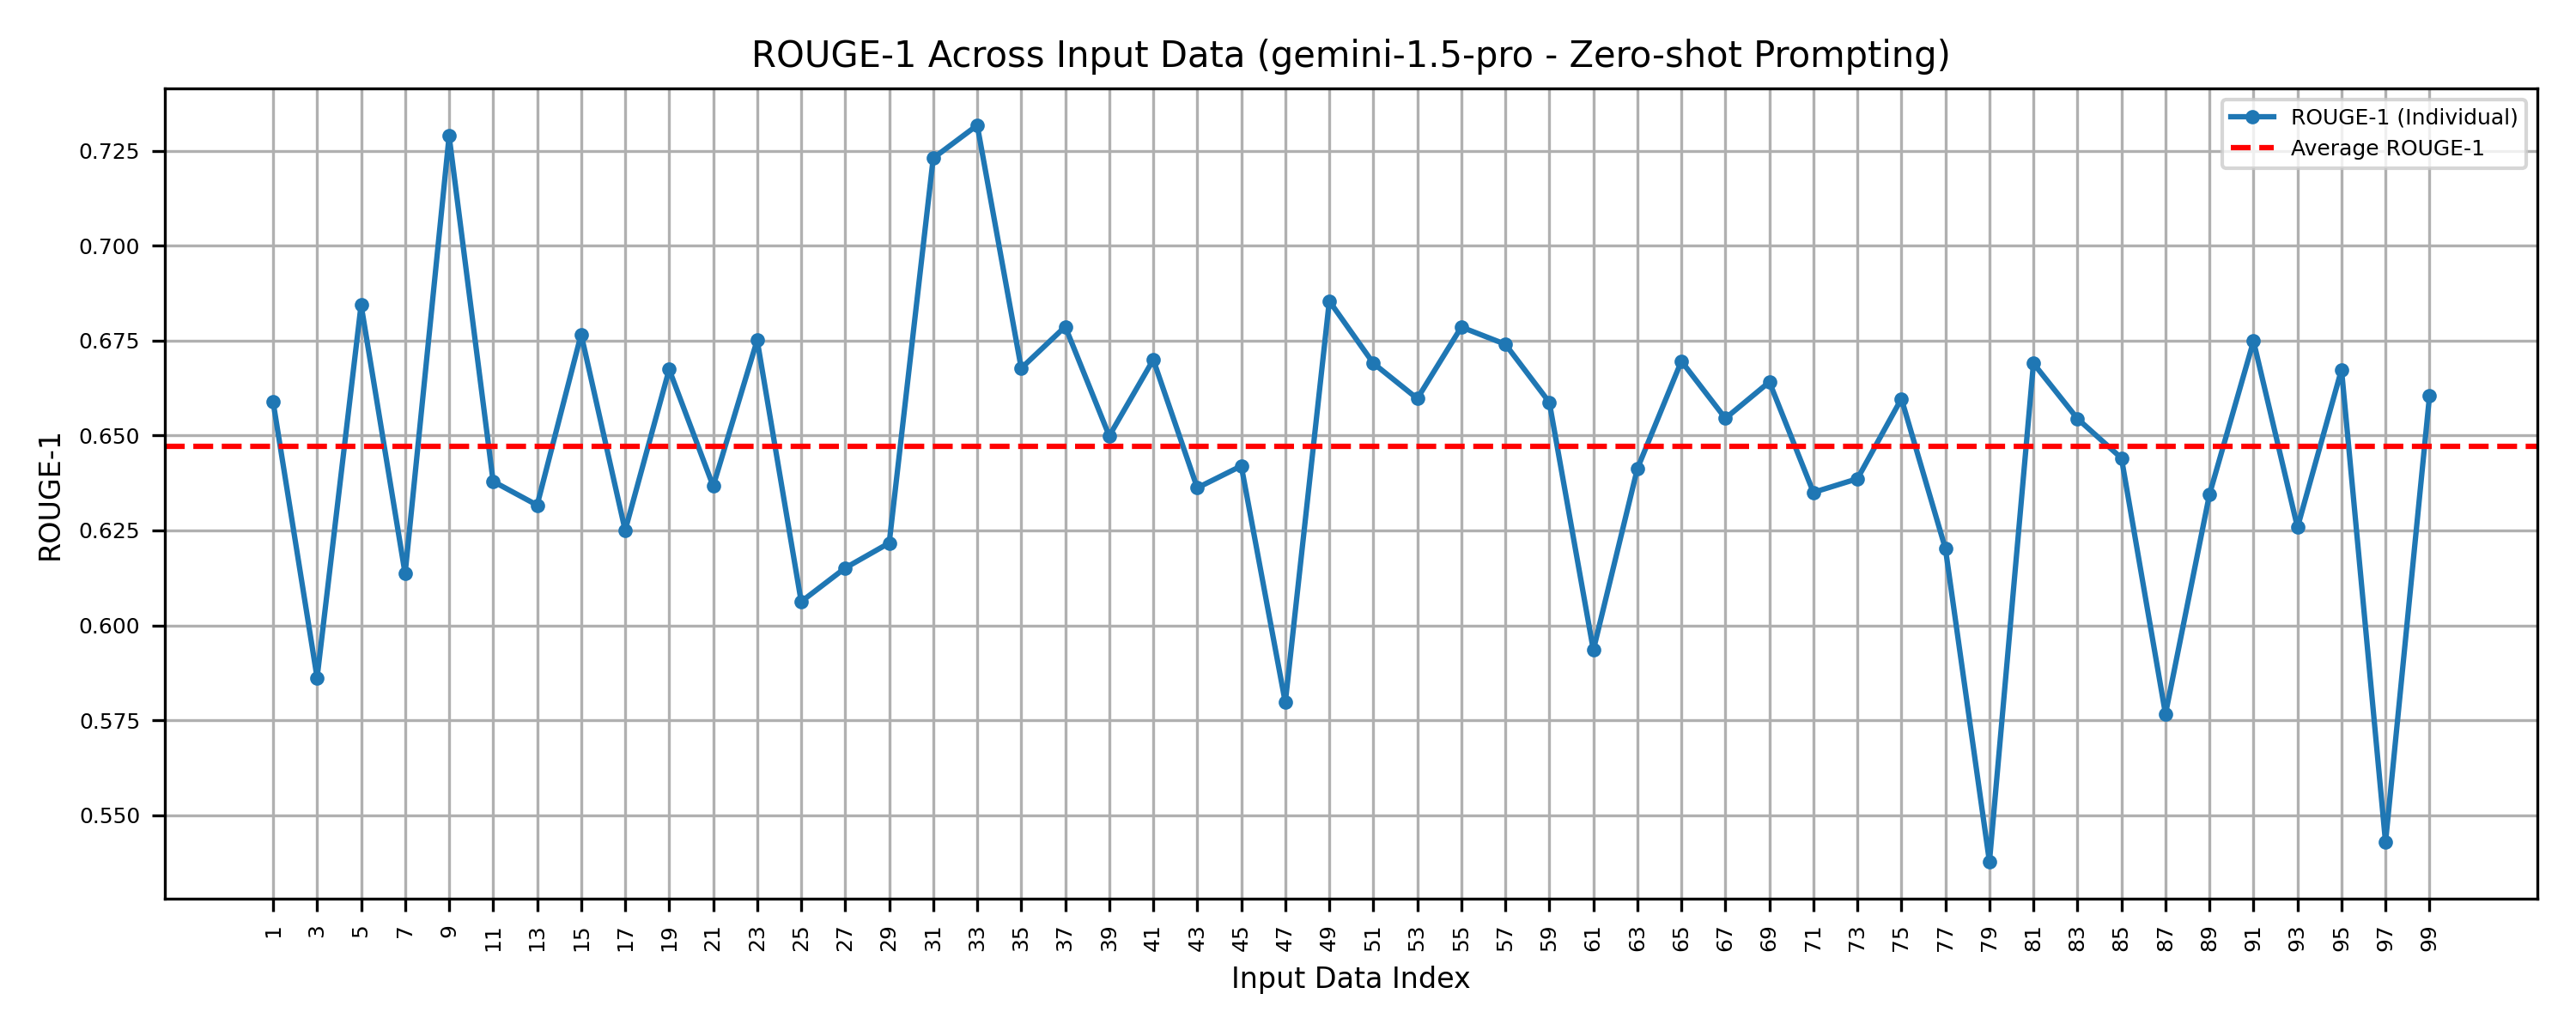 ROUGE-1 Across Input Data (gemini-1.5-pro - Zero-shot Prompting)
ROUGE-1 (Individual)
Average ROUGE-1
ROUGE-1
0.725
0.700
0.675
0.650
0.625
0.600
0.575
0.550
1 3 5 7 9 11 13 15 17 19 21 23 25 27 29 31 33 35 37 39 41 43 45 47 49 51 53 55 57 59 61 63 65 67 69 71 73 75 77 79 81 83 85 87 89 91 93 95 97 99
Input Data Index